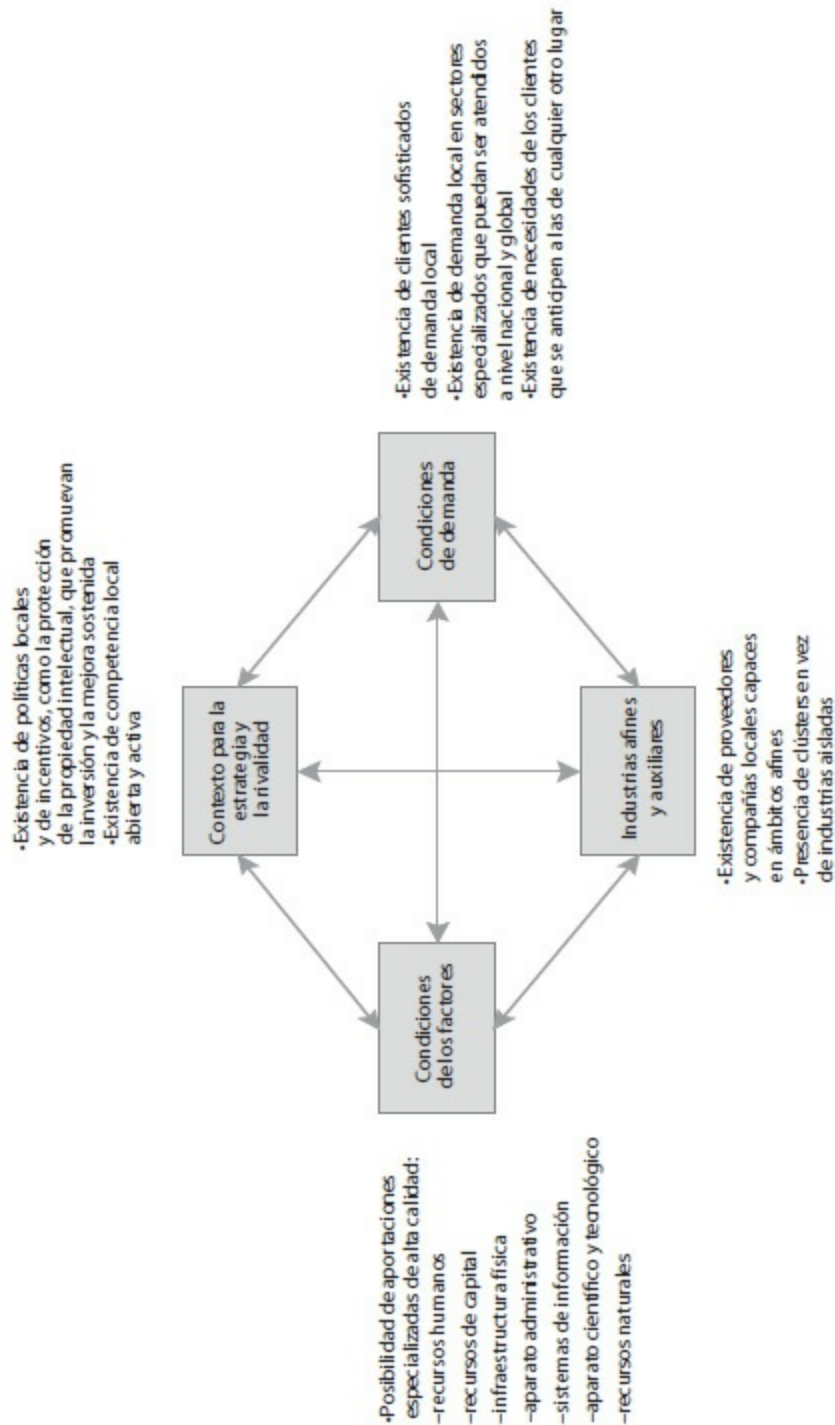 •Existencia de políticas locales
y de incentivos, como la protección
de la propiedad intelectual, que promuevan
la inversión y la mejora sostenida
•Existencia de competencia local
abierta y activa
Contexto para la
estrategia y
la rivalidad
•Posibilidad de aportaciones
especializadas de alta calidad:
–recursos humanos
–recursos de capital
–infraestructura física
–aparato administrativo
–sistemas de información
–aparato científico y tecnológico
–recursos naturales
Condiciones
de los factores
Condiciones
de demanda
•Existencia de clientes sofisticados
de demanda local
•Existencia de demanda local en sectores
especializados que puedan ser atendidos
a nivel nacional y global
•Existencia de necesidades de los clientes
que se anticipen a las de cualquier otro lugar
Industrias afines
y auxiliares
•Existencia de proveedores
y compañías locales capaces
en ámbitos afines
•Presencia de clústers en vez
de industrias aisladas